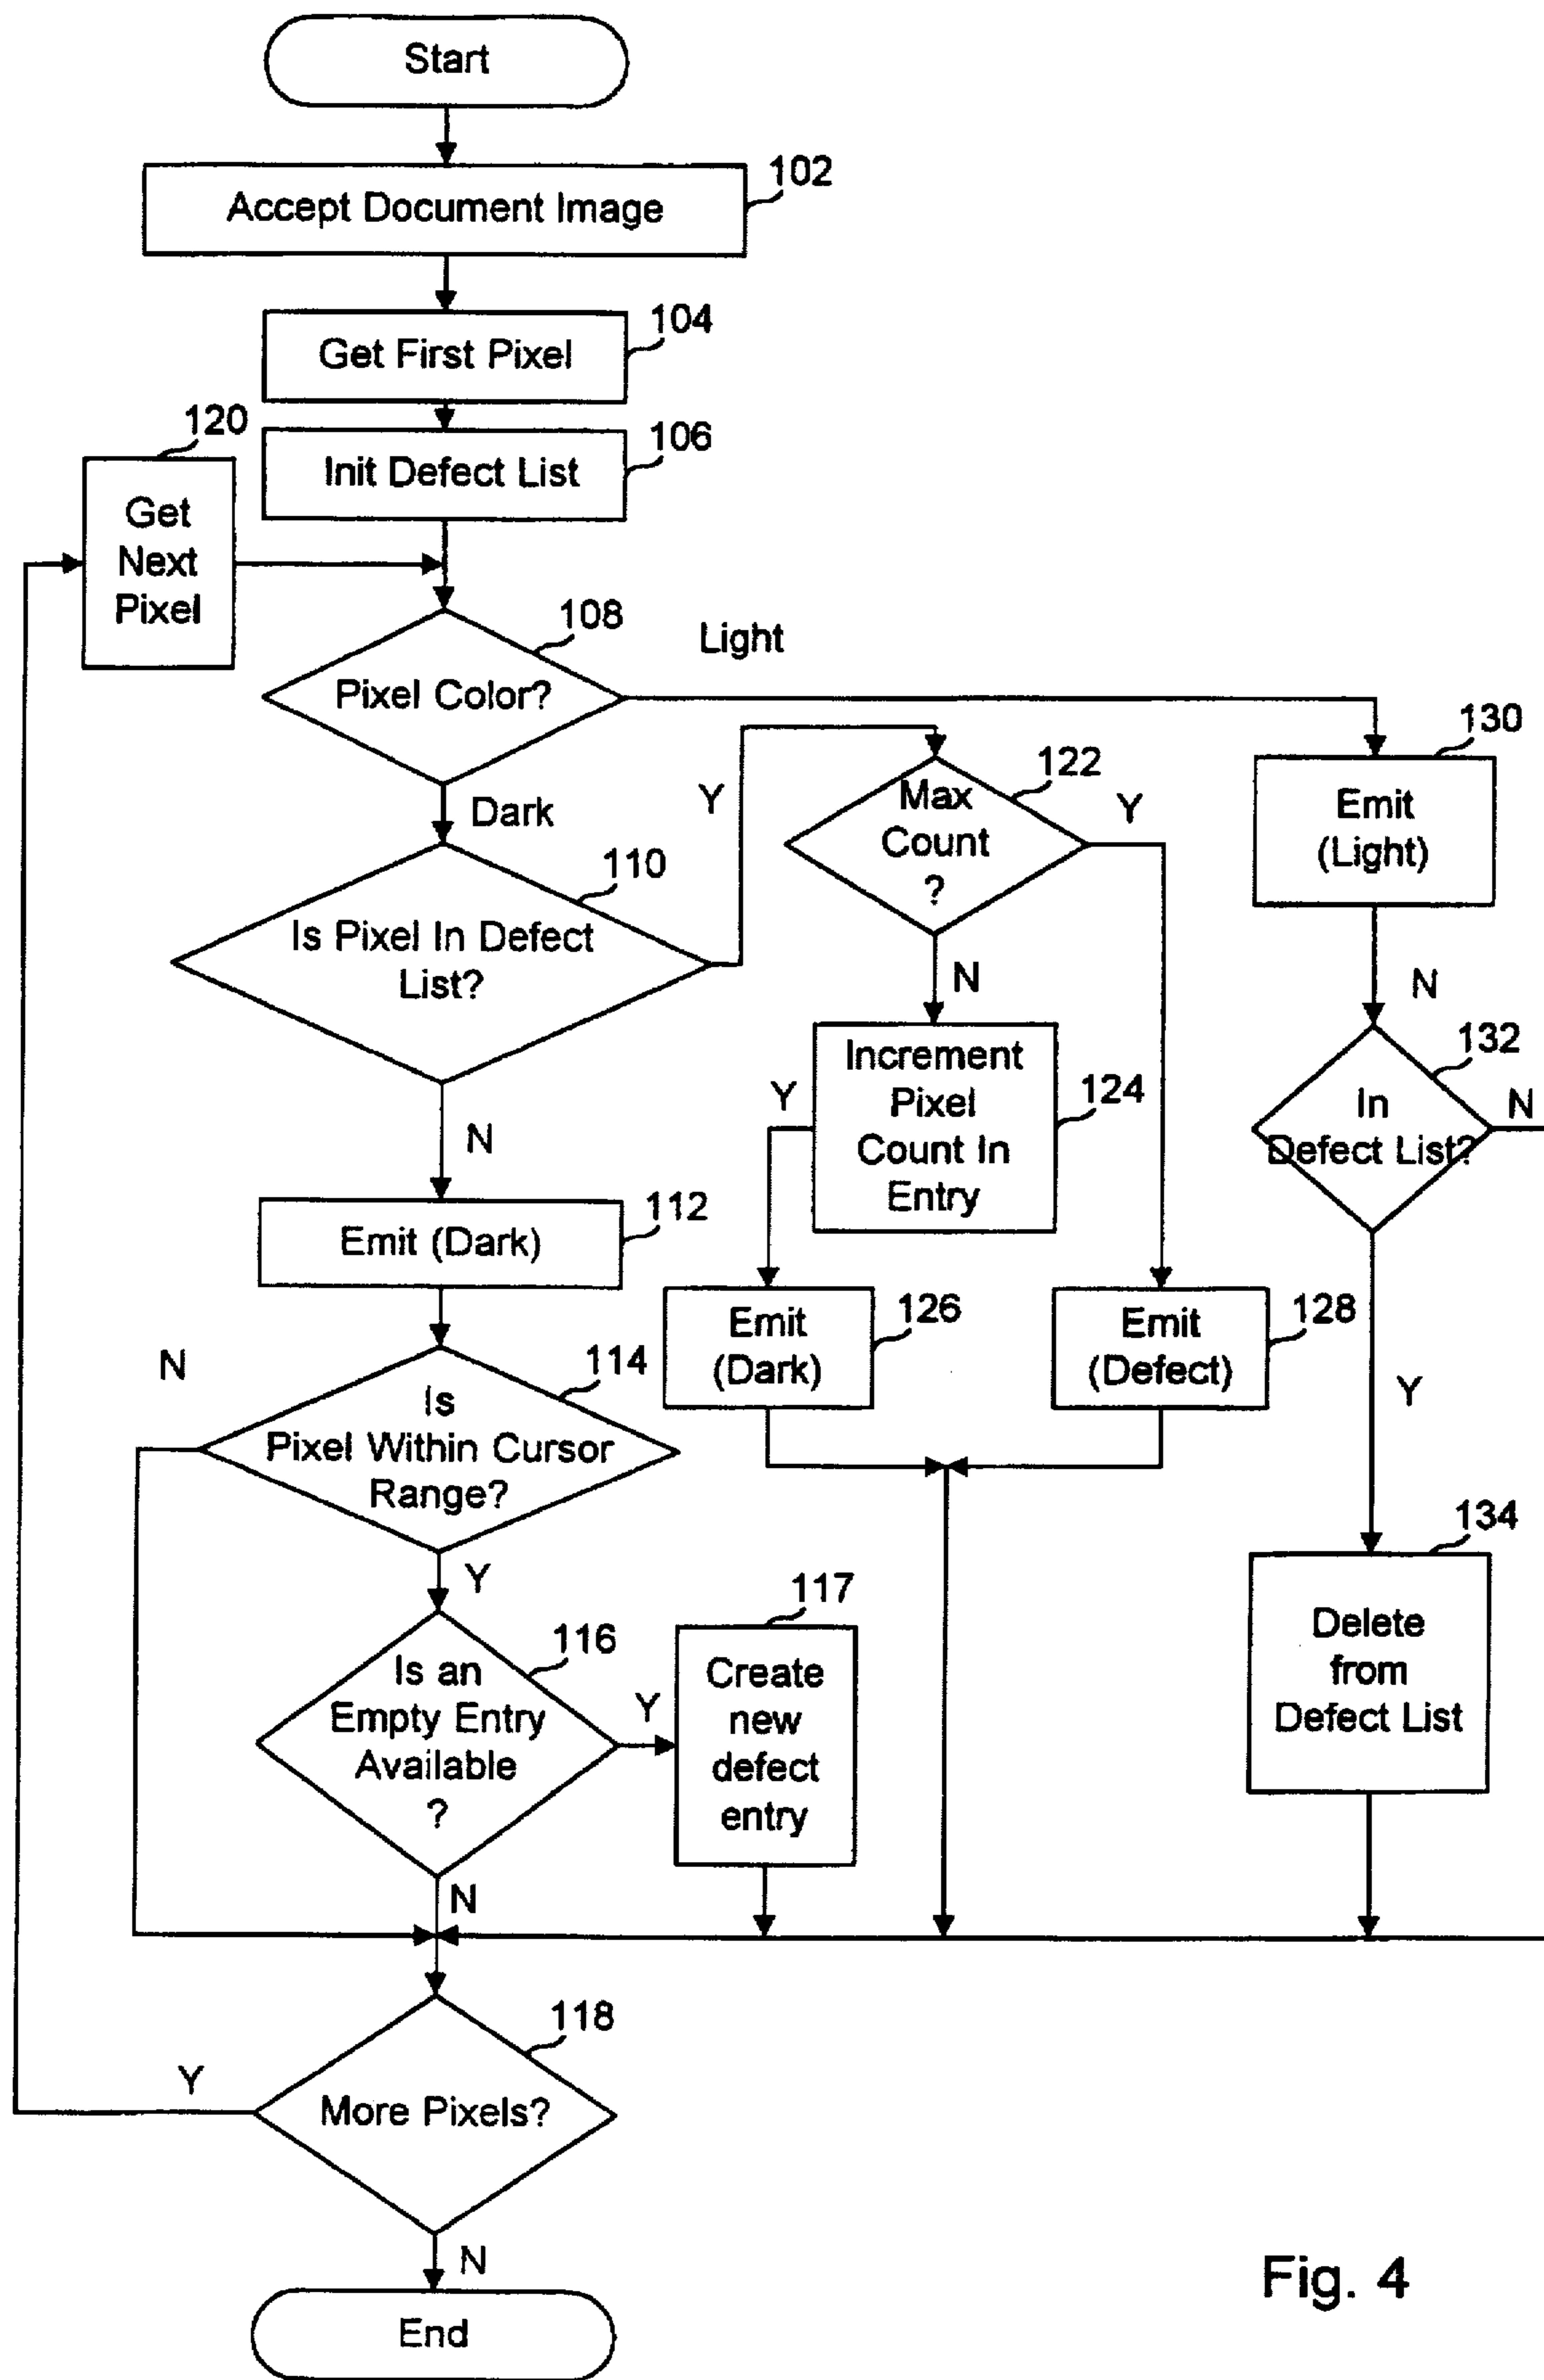 Start
102
Accept Document Image
104
Get First Pixel
120
106
Init Defect List
Get
Next
Pixel
108
Light
Pixel Color?
130
122
Y
Max
Count
?
Y
Emit
(Light)
Dark
110
Is Pixel In Defect
List?
N
N
132
Increment
Pixel
Count In
Entry
124
Y
In
Defect List?
N
N
112
Emit (Dark)
126
Emit
(Dark)
128
Emit
(Defect)
N
114
Is
Pixel Within Cursor
Range?
Y
134
Y
117
116
Is an
Empty Entry
Available
?
Y
Create
new
defect
entry
Delete
from
Defect List
N
118
Y
More Pixels?
N
End
Fig. 4